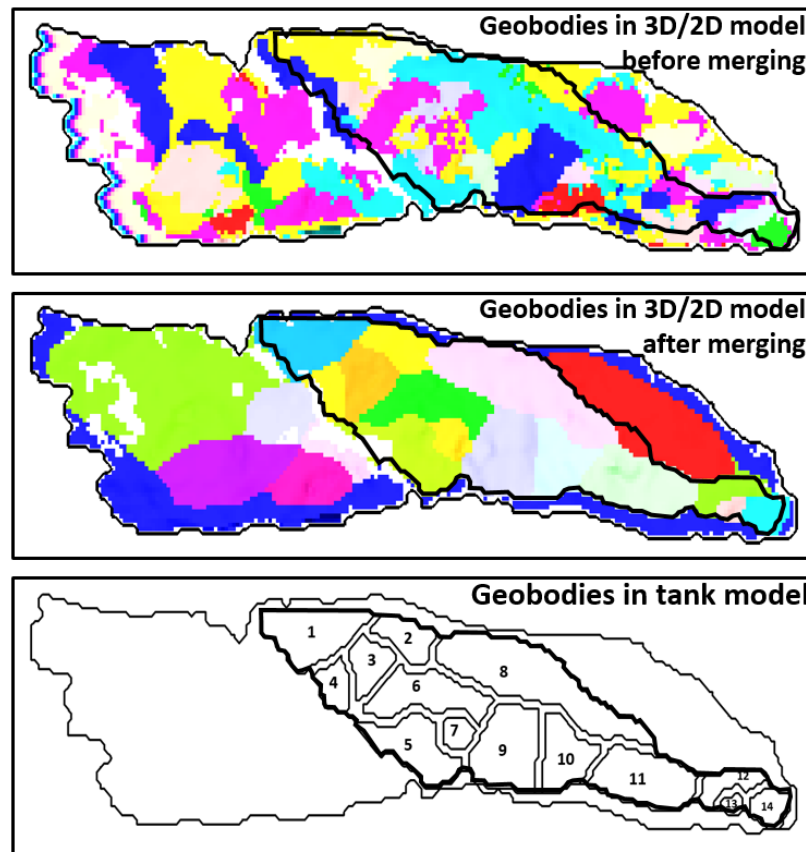 Geobodies in 3D/2D model
before merging
Geobodies in 3D/2D model
after merging
Geobodies in tank model
1
2
3
8
4
6
7
5
9
10
11
12
13
14